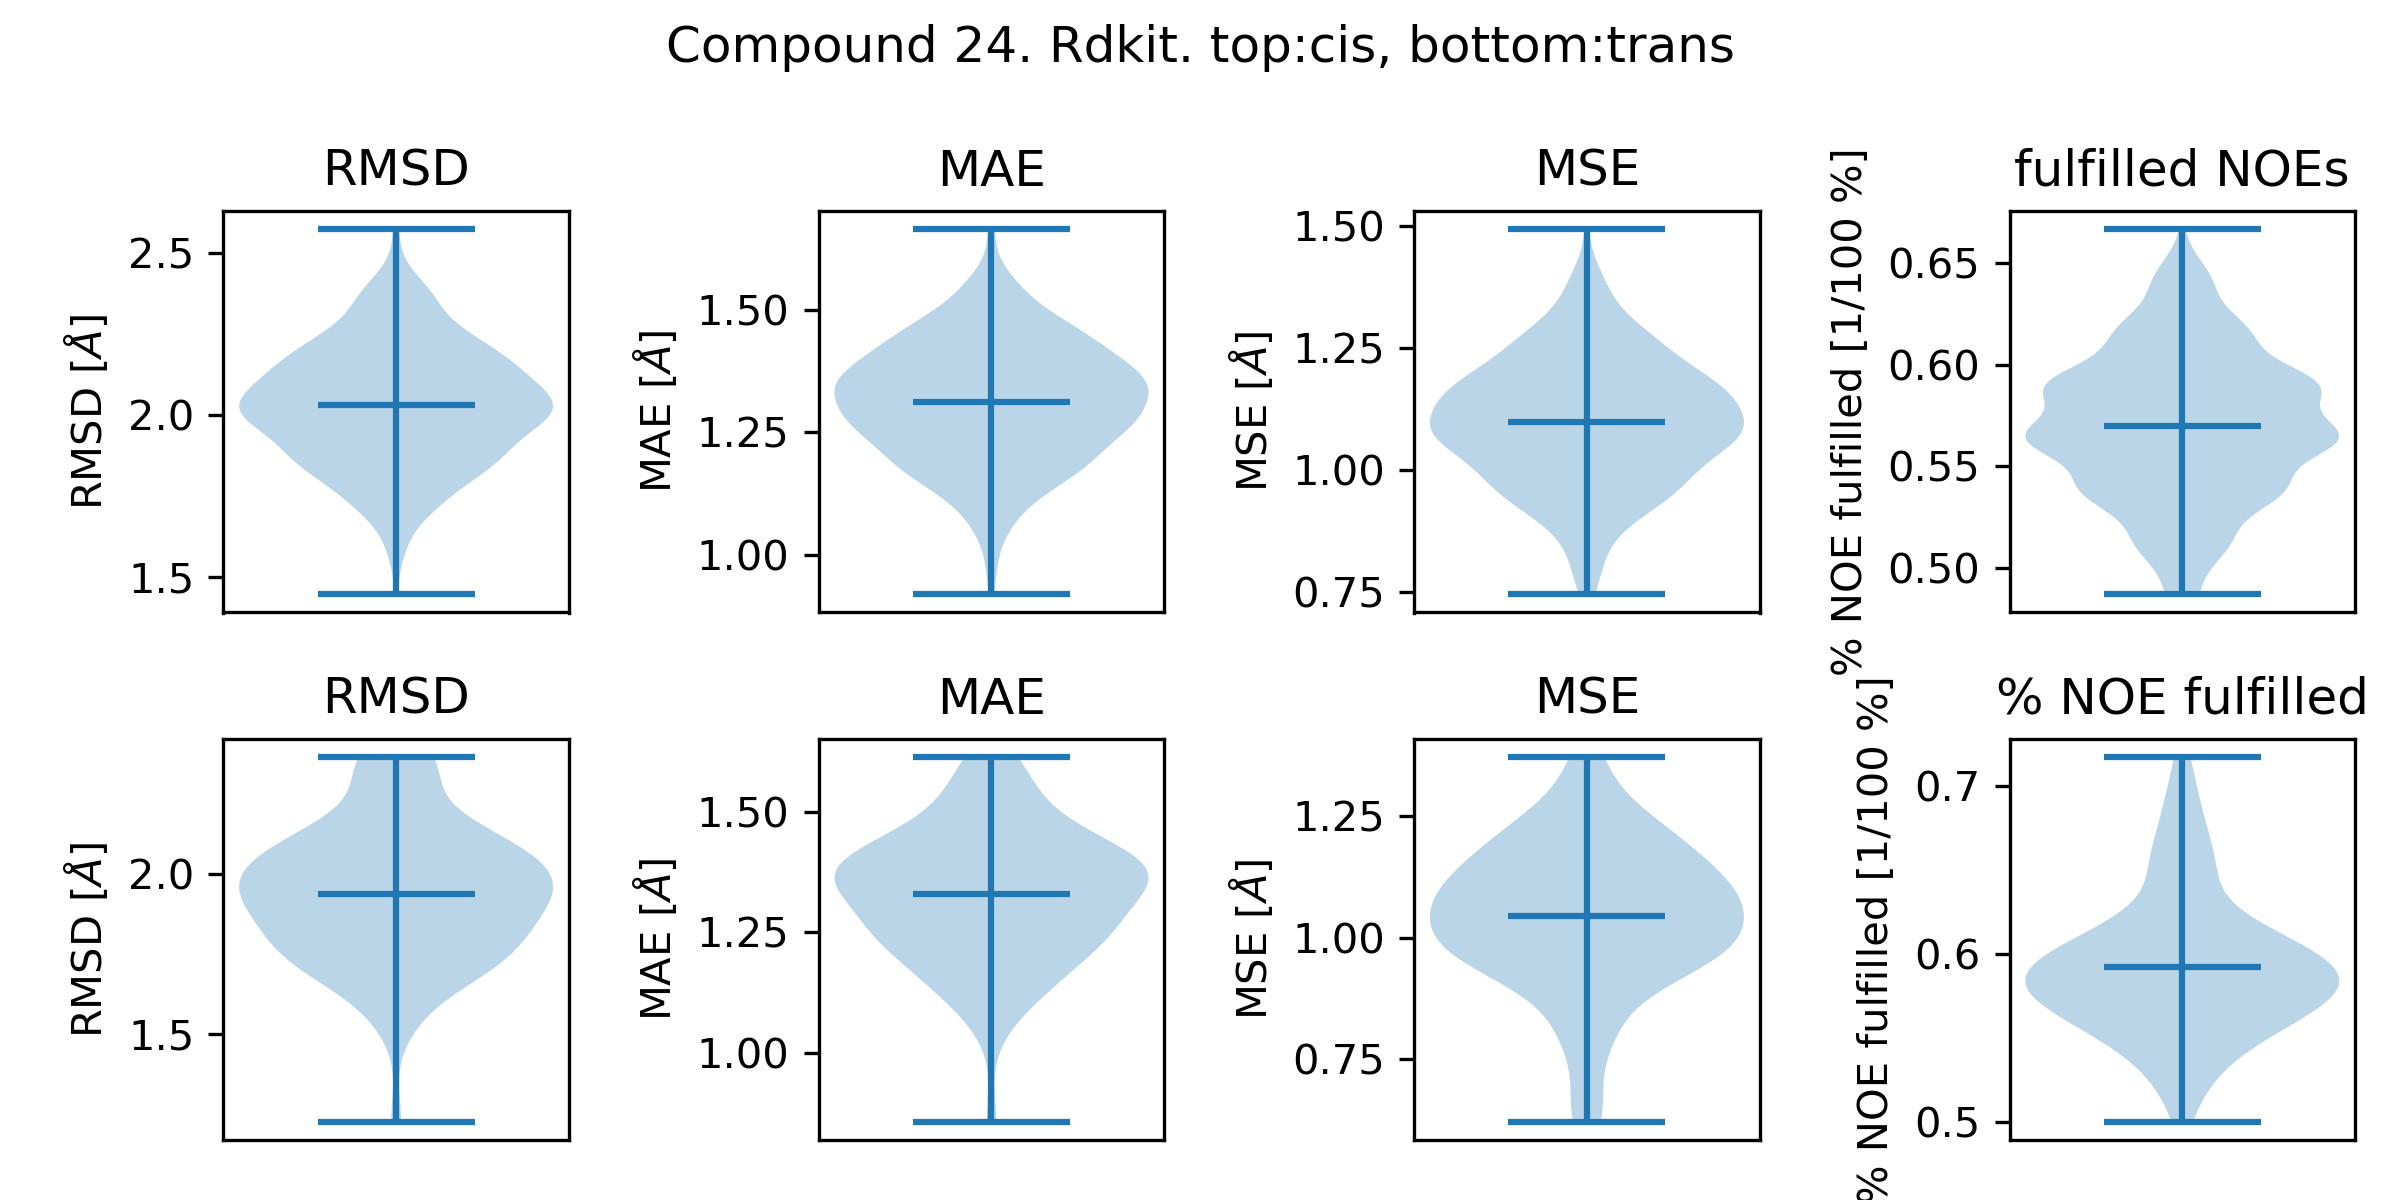 Compound 24. Rdkit. top:cis, bottom:trans
RMSD
RMSD [Å]
2.5
2.0
1.5
MAE
MAE [Å]
1.50
1.25
1.00
MSE
MSE [Å]
1.50
1.25
1.00
0.75
fulfilled NOEs
% NOE fulfilled [1/100 %]
0.65
0.60
0.55
0.50
RMSD
RMSD [Å]
2.0
1.5
MAE
MAE [Å]
1.50
1.25
1.00
MSE
MSE [Å]
1.25
1.00
0.75
% NOE fulfilled
% NOE fulfilled [1/100 %]
0.7
0.6
0.5